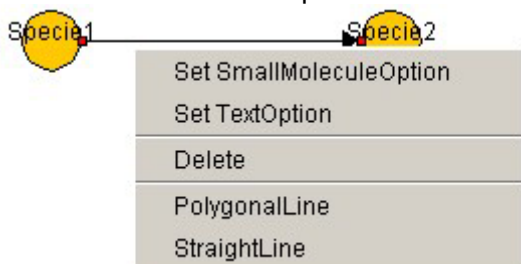 Specie1 Specie2
Set SmallMoleculeOption
Set TextOption
Delete
PolygonalLine
StraightLine